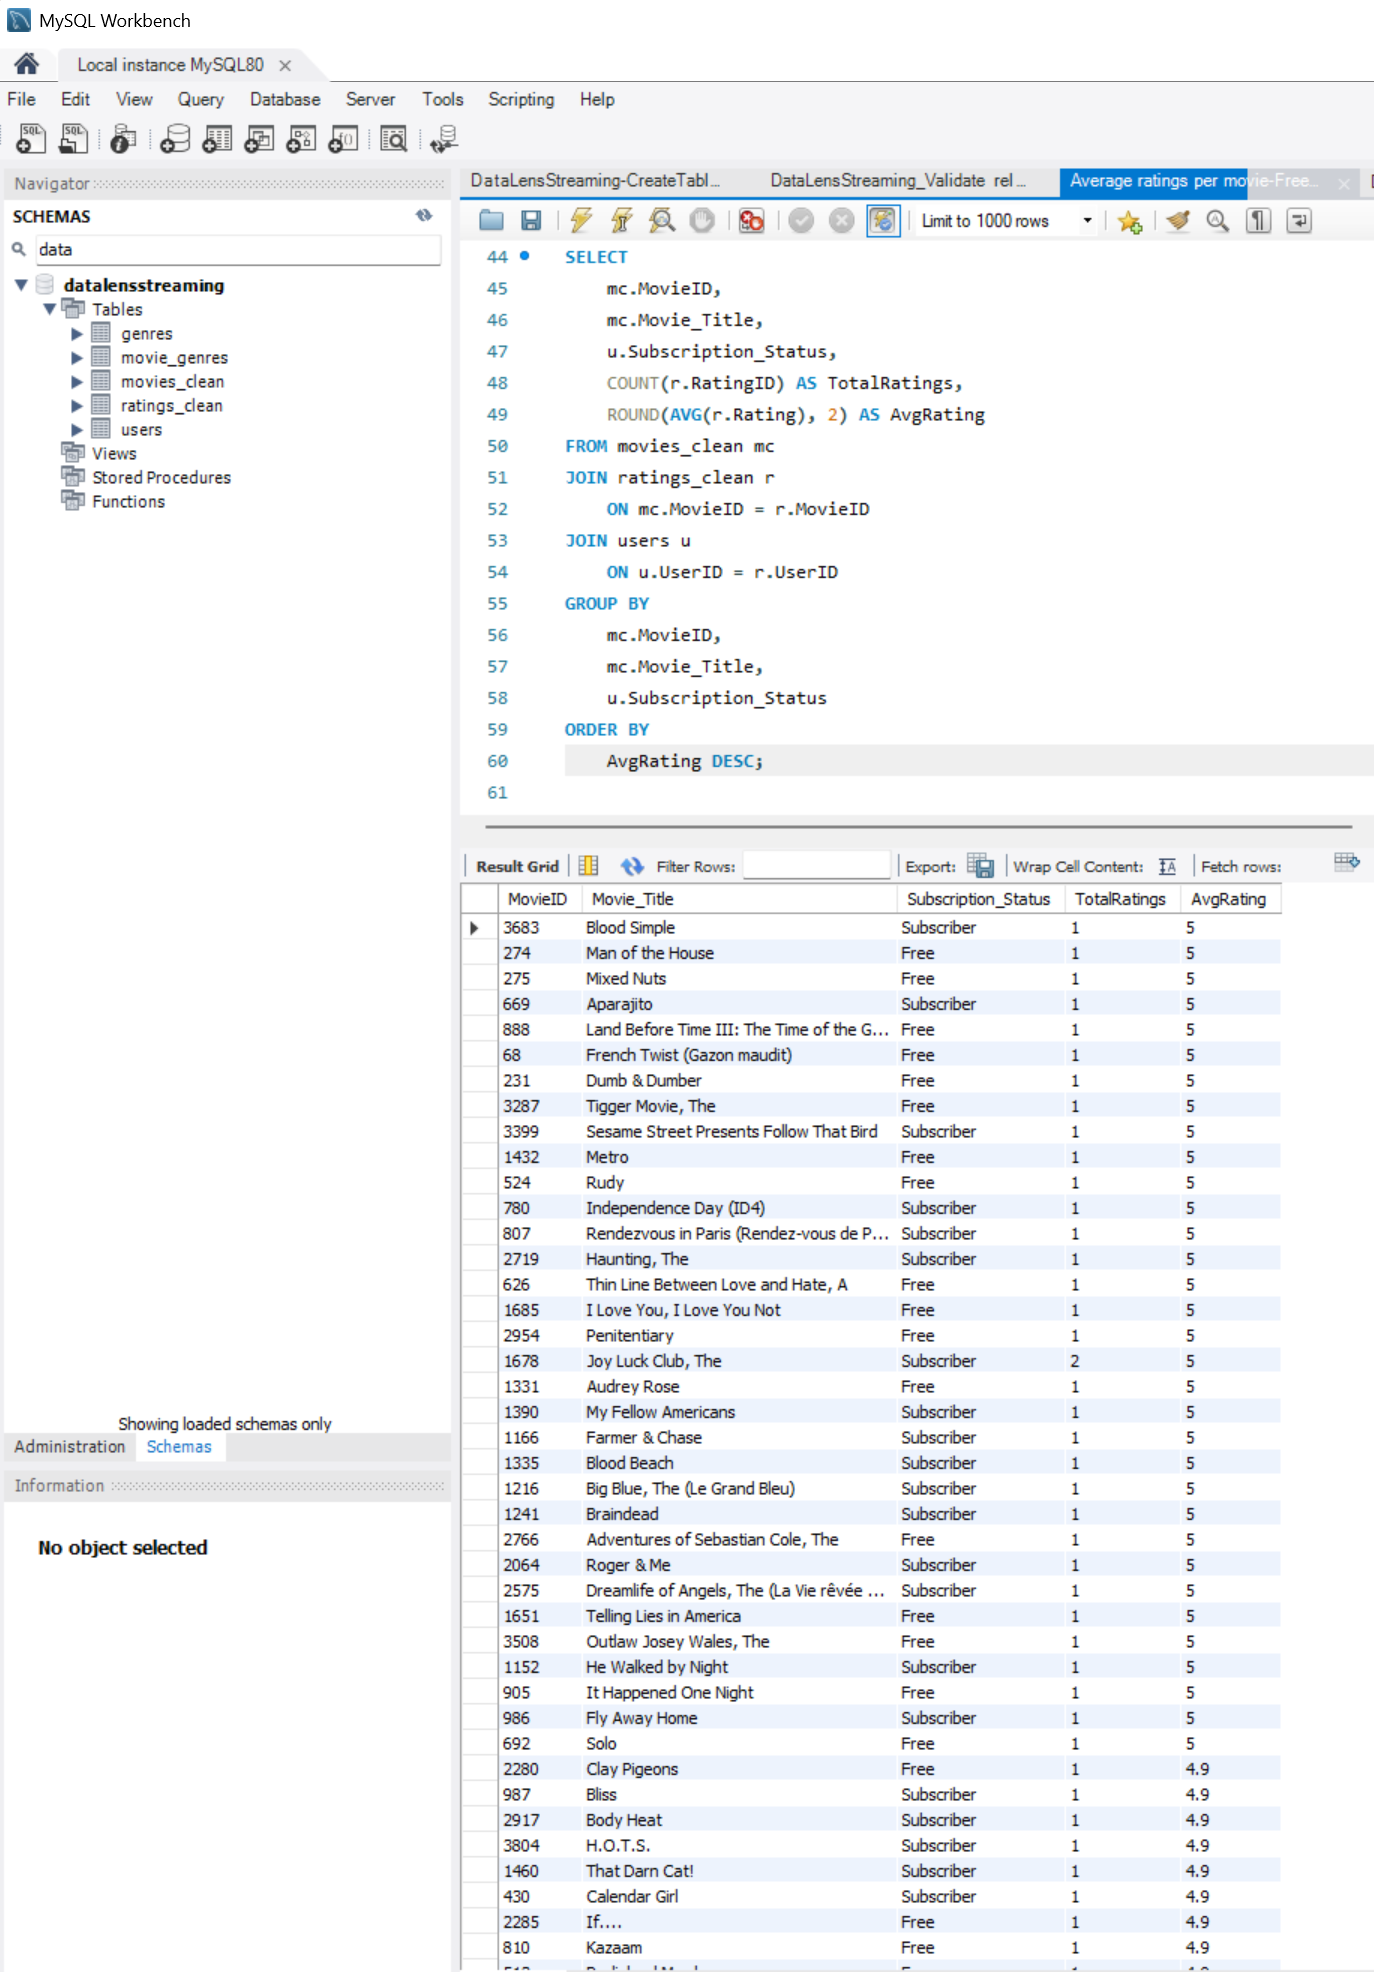 MySQL Workbench
Local instance MySQL80
File Edit View Query Database Server Tools Scripting Help
Navigator
SCHEMAS
data
datalensstreaming
Tables
genres
movie_genres
movies_clean
ratings_clean
users
Views
Stored Procedures
Functions
Showing loaded schemas only
Administration Schemas
Information
No object selected
DataLensStreaming-CreateTabl... DataLensStreaming_Validate rel... Average ratings per movie-Free...
Limit to 1000 rows
44 SELECT
45 mc.MovieID,
46 mc.Movie_Title,
47 u.Subscription_Status,
48 COUNT(r.RatingID) AS TotalRatings,
49 ROUND(AVG(r.Rating), 2) AS AvgRating
50 FROM movies_clean mc
51 JOIN ratings_clean r
52 ON mc.MovieID = r.MovieID
53 JOIN users u
54 ON u.UserID = r.UserID
55 GROUP BY
56 mc.MovieID,
57 mc.Movie_Title,
58 u.Subscription_Status
59 ORDER BY
60 AvgRating DESC;
61
Result Grid Filter Rows: Export: Wrap Cell Content: Fetch rows:
MovieID Movie_Title Subscription_Status TotalRatings AvgRating
3683 Blood Simple Subscriber 1 5
274 Man of the House Free 1 5
275 Mixed Nuts Free 1 5
669 Aparajito Subscriber 1 5
888 Land Before Time III: The Time of the G... Free 1 5
68 French Twist (Gazon maudit) Free 1 5
231 Dumb & Dumber Free 1 5
3287 Tigger Movie, The Free 1 5
3399 Sesame Street Presents Follow That Bird Subscriber 1 5
1432 Metro Free 1 5
524 Rudy Free 1 5
780 Independence Day (ID4) Subscriber 1 5
807 Rendezvous in Paris (Rendez-vous de P... Subscriber 1 5
2719 Haunting, The Subscriber 1 5
626 Thin Line Between Love and Hate, A Free 1 5
1685 I Love You, I Love You Not Free 1 5
2954 Penitentiary Free 1 5
1678 Joy Luck Club, The Subscriber 2 5
1331 Audrey Rose Free 1 5
1390 My Fellow Americans Subscriber 1 5
1166 Farmer & Chase Subscriber 1 5
1335 Blood Beach Subscriber 1 5
1216 Big Blue, The (Le Grand Bleu) Subscriber 1 5
1241 Braindead Subscriber 1 5
2766 Adventures of Sebastian Cole, The Free 1 5
2064 Roger & Me Subscriber 1 5
2575 Dreamlife of Angels, The (La Vie rêvée ... Subscriber 1 5
1651 Telling Lies in America Free 1 5
3508 Outlaw Josey Wales, The Free 1 5
1152 He Walked by Night Subscriber 1 5
905 It Happened One Night Free 1 5
986 Fly Away Home Subscriber 1 5
692 Solo Free 1 5
2280 Clay Pigeons Free 1 4.9
987 Bliss Subscriber 1 4.9
2917 Body Heat Subscriber 1 4.9
3804 H.O.T.S. Subscriber 1 4.9
1460 That Darn Cat! Subscriber 1 4.9
430 Calendar Girl Subscriber 1 4.9
2285 If.... Free 1 4.9
810 Kazaam Free 1 4.9